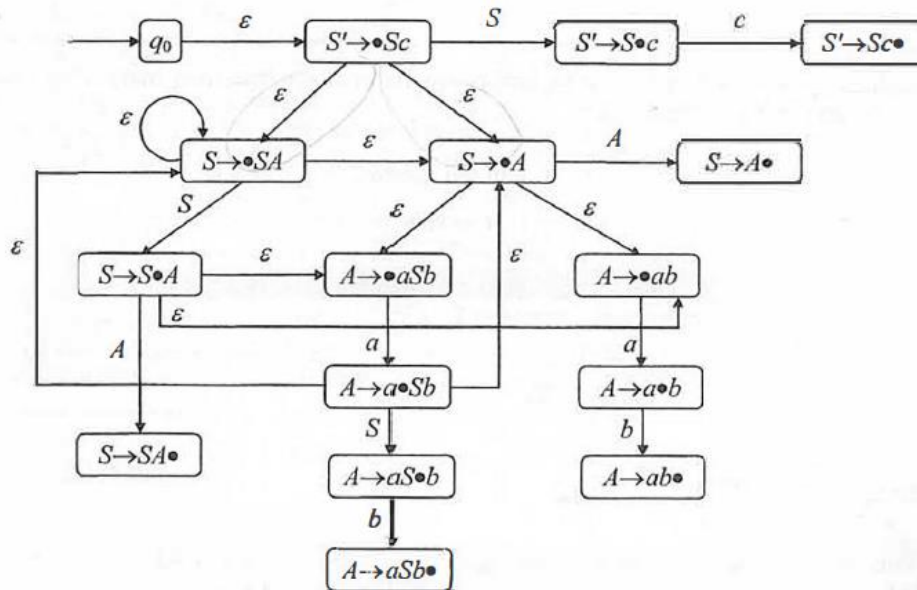 ε S c
q₀ S′→●Sc S′→S●c S′→Sc●
ε ε
ε
S→●SA ε S→●A A S→A●
S ε ε
ε
S→S●A ε A→●aSb ε A→●ab
ε
A a a
A→a●Sb A→a●b
S b
S→SA●
A→aS●b A→ab●
b
A→aSb●